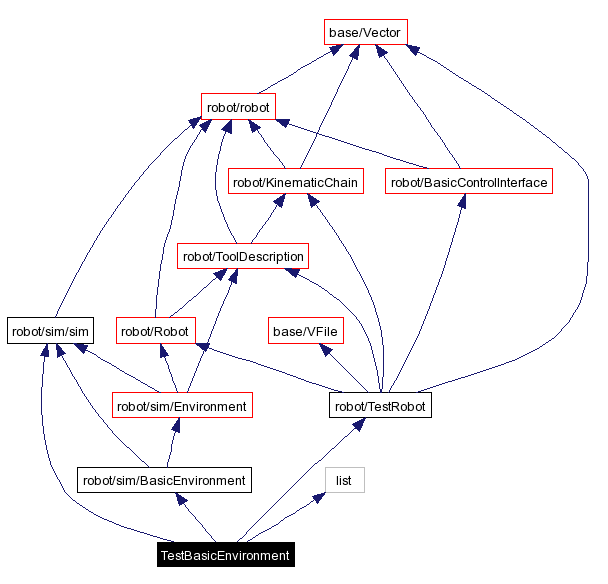 base/Vector
robot/robot
robot/KinematicChain
robot/BasicControlInterface
robot/ToolDescription
robot/sim/sim
robot/Robot
base/VFile
robot/sim/Environment
robot/TestRobot
robot/sim/BasicEnvironment
list
TestBasicEnvironment